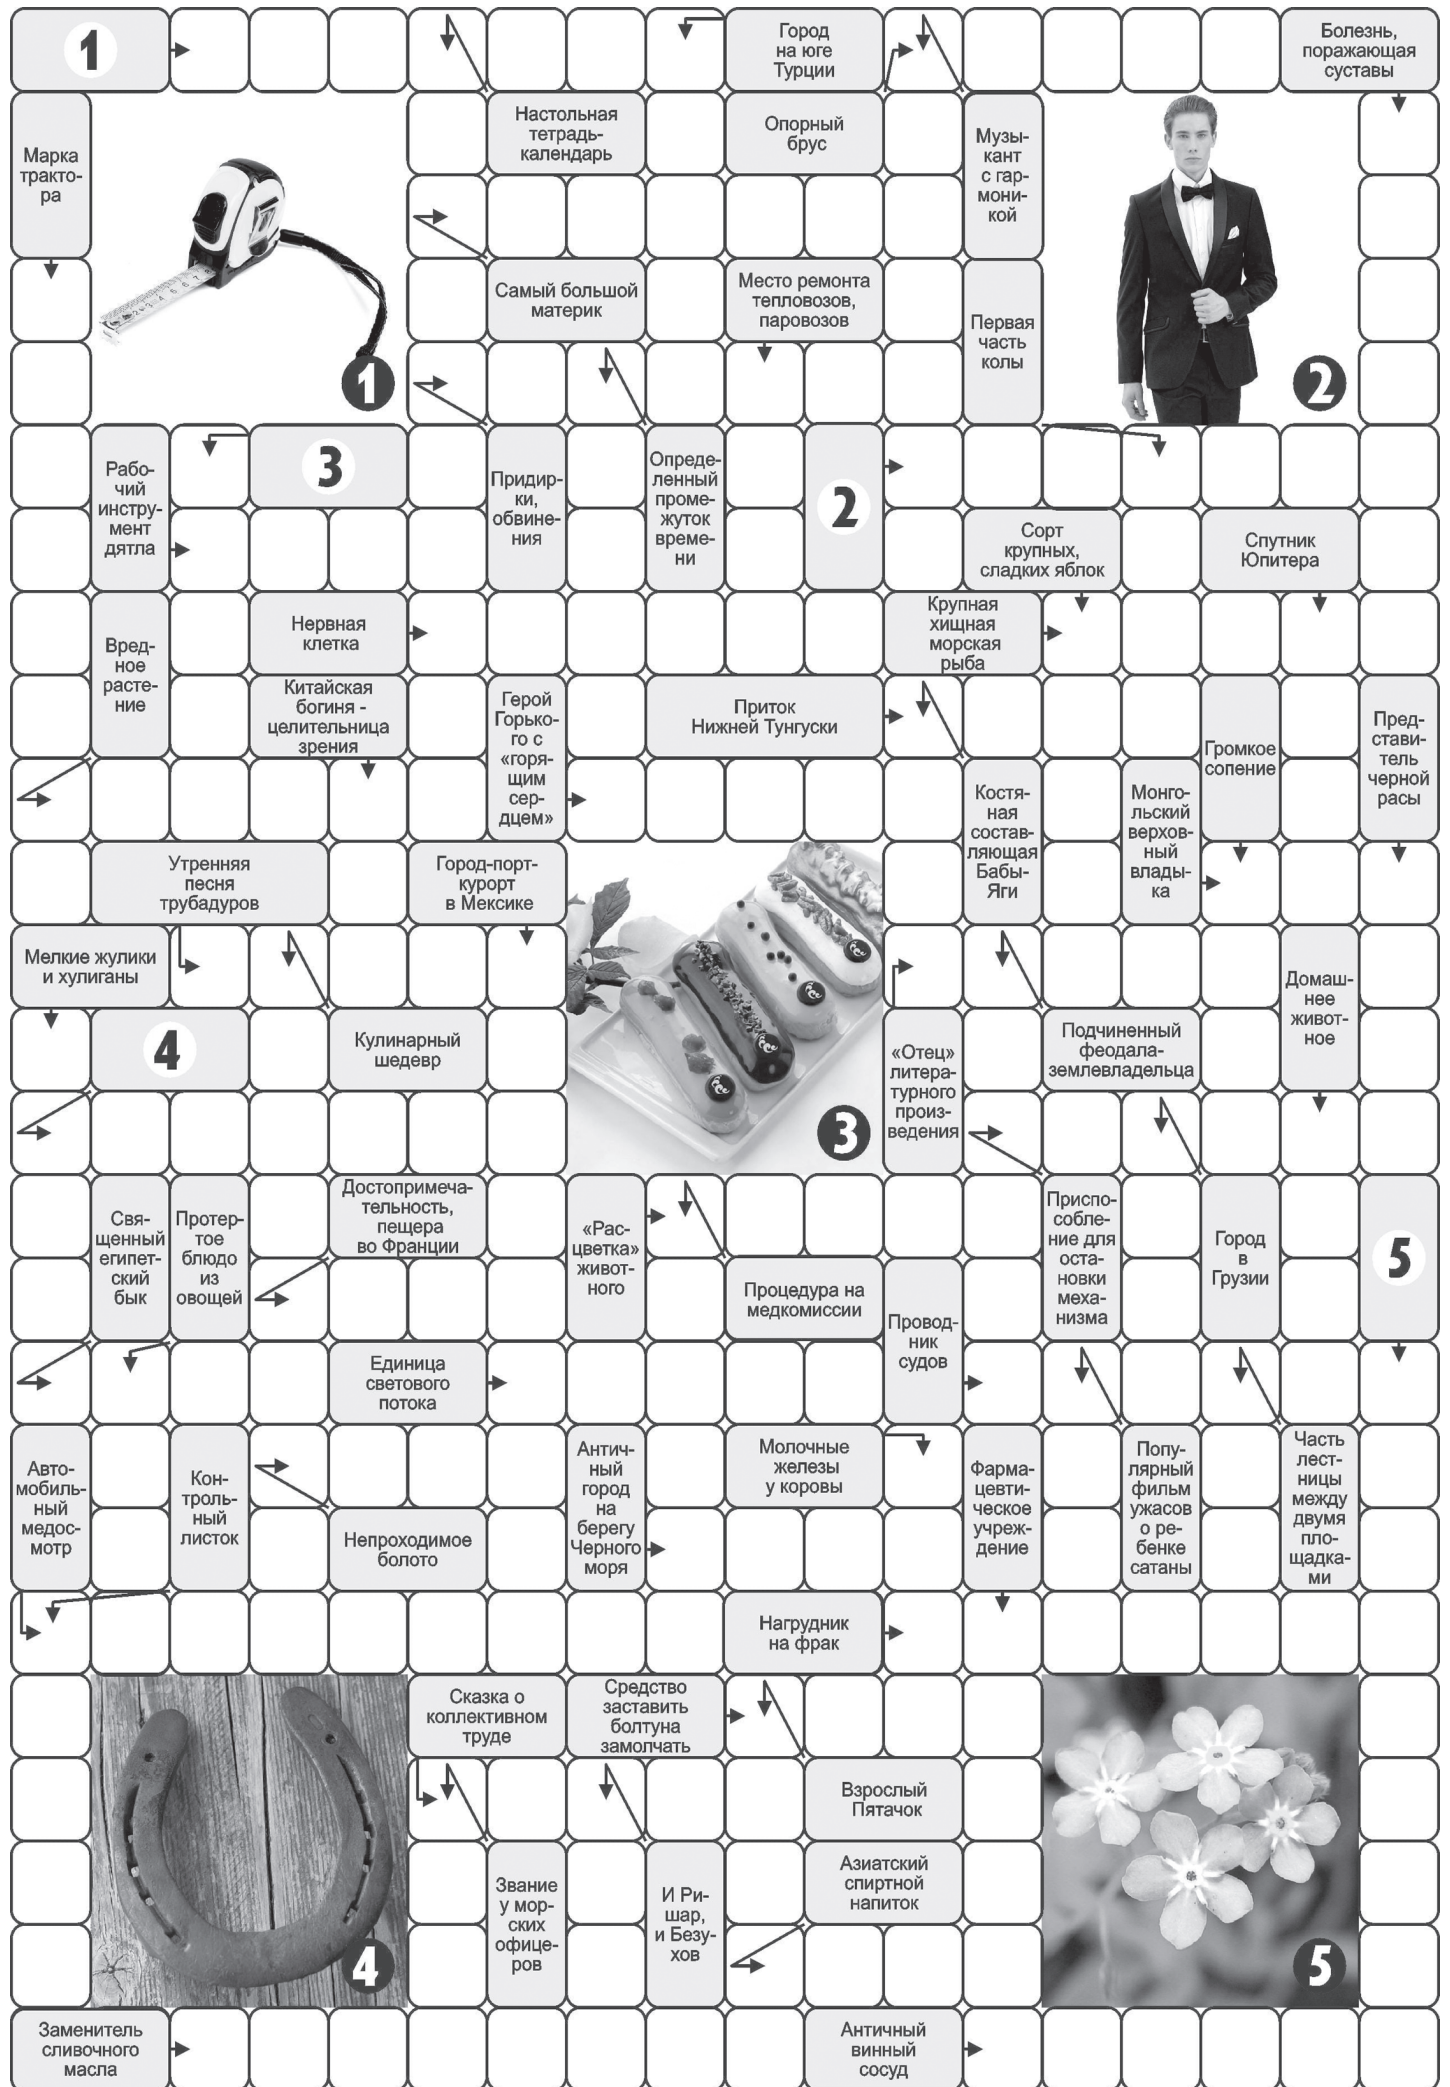 1
Город
на юге
Турции
Болезнь,
поражающая
суставы
Марка
тракто-
ра
Настольная
тетрадь-
календарь
Опорный
брус
Музы-
кант
с гар-
мони-
кой
Самый большой
материк
Место ремонта
тепловозов,
паровозов
Первая
часть
колы
1
2
Рабо-
чий
инстру-
мент
дятла
3
Придир-
ки,
обвине-
ния
Опреде-
ленный
проме-
жуток
време-
ни
2
Сорт
крупных,
сладких яблок
Спутник
Юпитера
Вред-
ное
расте-
ние
Нервная
клетка
Крупная
хищная
морская
рыба
Китайская
богиня -
целительница
зрения
Герой
Горько-
го с
«горя-
щим
сер-
дцем»
Приток
Нижней Тунгуски
Громкое
сопение
Пред-
стави-
тель
черной
расы
Костя-
ная
состав-
ляющая
Бабы-
Яги
Монго-
льский
верхов-
ный
влады-
ка
Утренняя
песня
трубадуров
Город-порт-
курорт
в Мексике
Мелкие жулики
и хулиганы
Домаш-
нее
живот-
ное
4
Кулинарный
шедевр
«Отец»
литера-
турного
произ-
ведения
Подчиненный
феодала-
землевладельца
3
Свя-
щенный
египет-
ский
бык
Протер-
тое
блюдо
из
овощей
Достопримеча-
тельность,
пещера
во Франции
«Рас-
цветка»
живот-
ного
Приспо-
собле-
ние для
оста-
новки
меха-
низма
Город
в
Грузии
5
Процедура на
медкомиссии
Провод-
ник
судов
Единица
светового
потока
Авто-
мобиль-
ный
медос-
мотр
Кон-
троль-
ный
листок
Антич-
ный
город
на
берегу
Черного
моря
Молочные
железы
у коровы
Фарма-
цевти-
ческое
учреж-
дение
Попу-
лярный
фильм
ужасов
о ре-
бенке
сатаны
Часть
лест-
ницы
между
двумя
пло-
щадка-
ми
Непроходимое
болото
Нагрудник
на фрак
Сказка о
коллективном
труде
Средство
заставить
болтуна
замолчать
Взрослый
Пятачок
Звание
у мор-
ских
офице-
ров
И Ри-
шар,
и Безу-
хов
Азиатский
спиртной
напиток
4
5
Заменитель
сливочного
масла
Античный
винный
сосуд